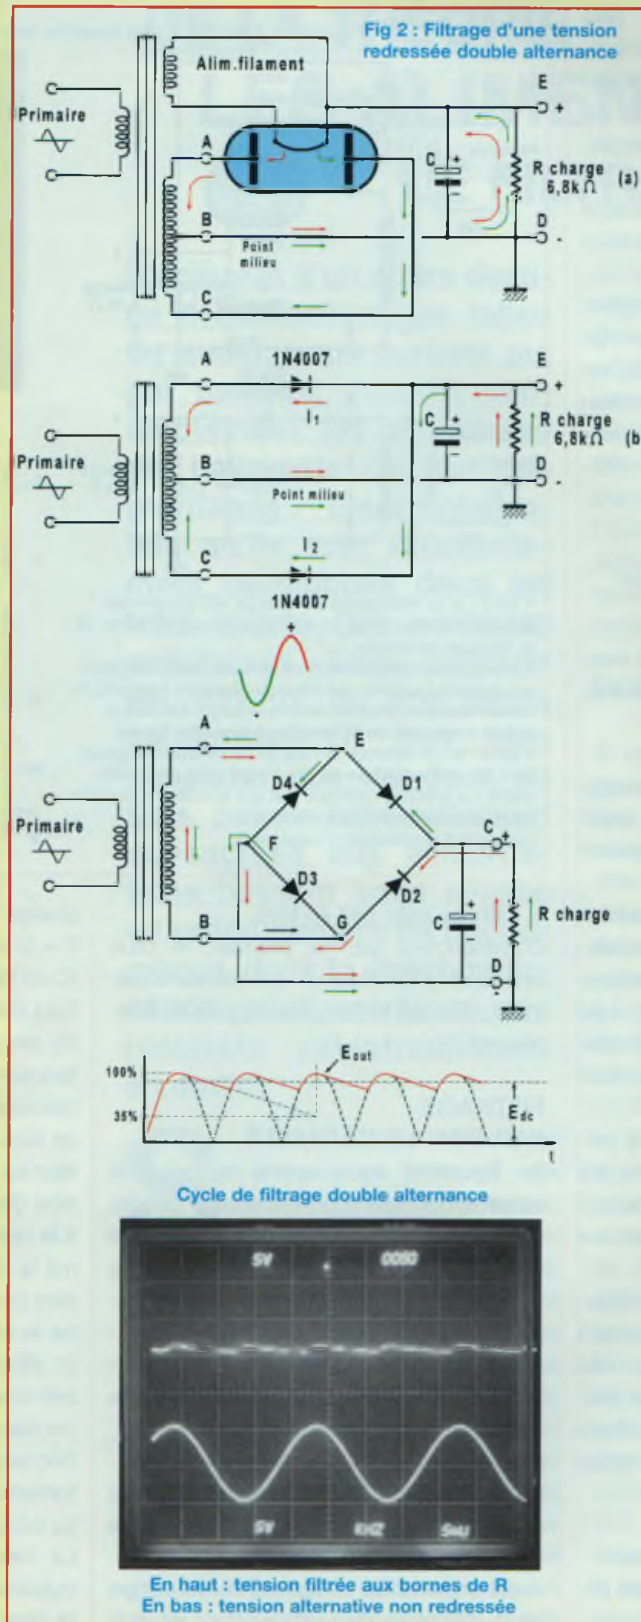 Fig 2 : Filtrage d'une tension
redressée double alternance
Alim.filament
Primaire
A
B
Point
milieu
C
C
+
E
+
R charge
6,8kΩ
(a)
D
-
1N4007
A
I1
Primaire
B
Point milieu
C
I2
1N4007
C
+
–
E
+
R charge
6,8kΩ
(b)
D
-
+
-
A
E
D4
D1
Primaire
F
D3
D2
G
B
C
+
C
+
–
R charge
D
-
100%
35%
Eout
Edc
t
Cycle de filtrage double alternance
5V
5V
KHZ
En haut : tension filtrée aux bornes de R
En bas : tension alternative non redressée